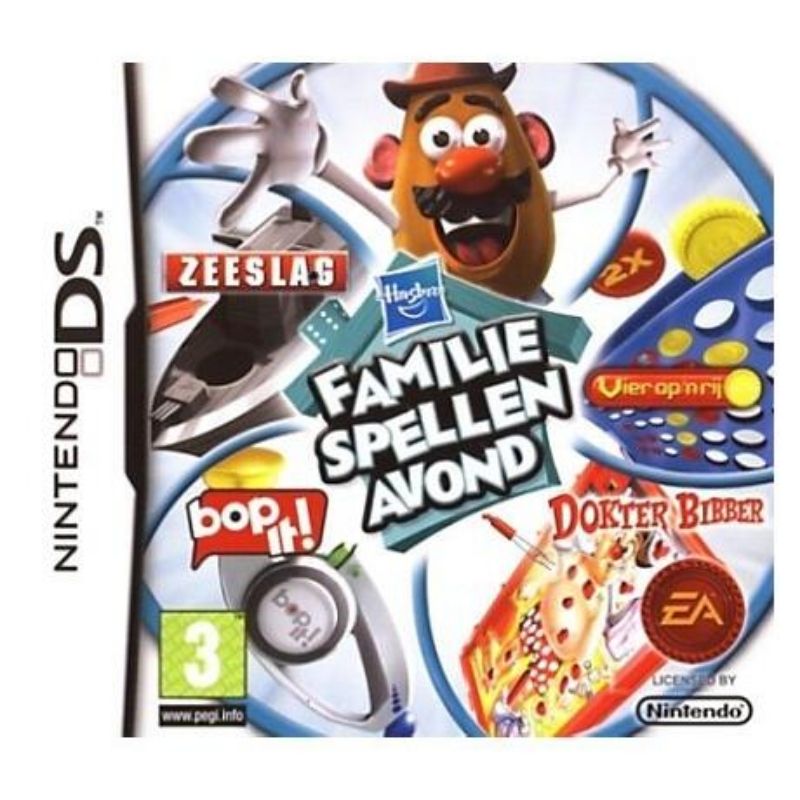 NINTENDO DS™
ZEESLAG
Hasbro
FAMILIE
SPELLEN
AVOND
2X
Vier op'n rij
bop
it!
DOKTER BIBBER
bop
it!
EA
3
www.pegi.info
LICENSED BY
Nintendo